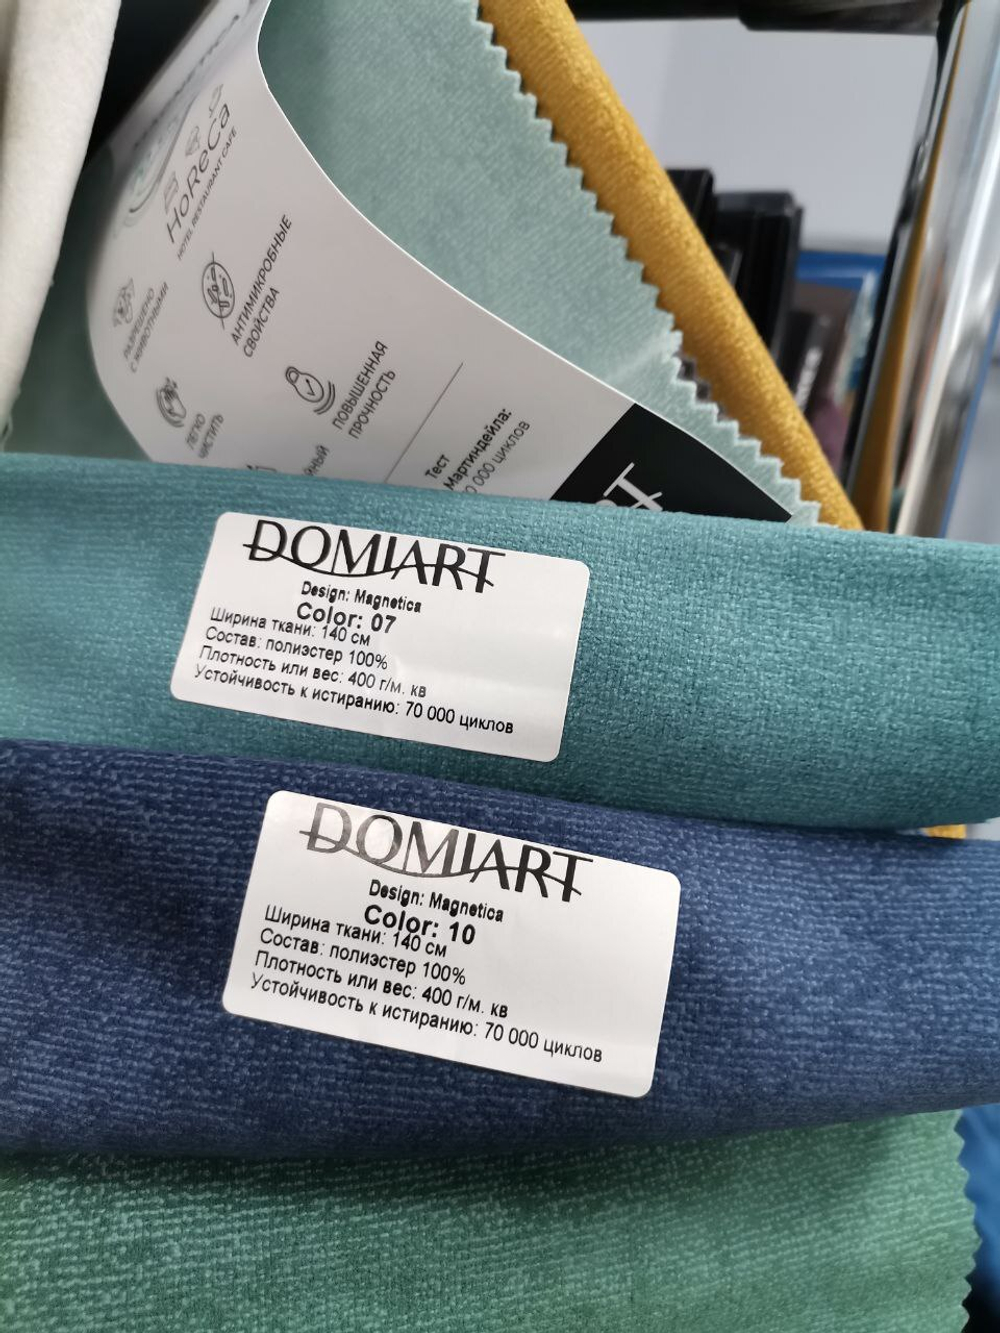 HoReCa
HOTEL RESTAURANT CAFE
РАЗРЕШЕНО
С ЖИВОТНЫМИ
АНТИМИКРОБНЫЕ
СВОЙСТВА
ЛЕГКО
ЧИСТИТЬ
ПОВЫШЕННАЯ
ПРОЧНОСТЬ
Тест
Мартиндейла:
000 циклов
DOMIART
Design: Magnetica
Color: 07
Ширина ткани: 140 см
Состав: полиэстер 100%
Плотность или вес: 400 г/м. кв
Устойчивость к истиранию: 70 000 циклов
DOMIART
Design: Magnetica
Color: 10
Ширина ткани: 140 см
Состав: полиэстер 100%
Плотность или вес: 400 г/м. кв
Устойчивость к истиранию: 70 000 циклов